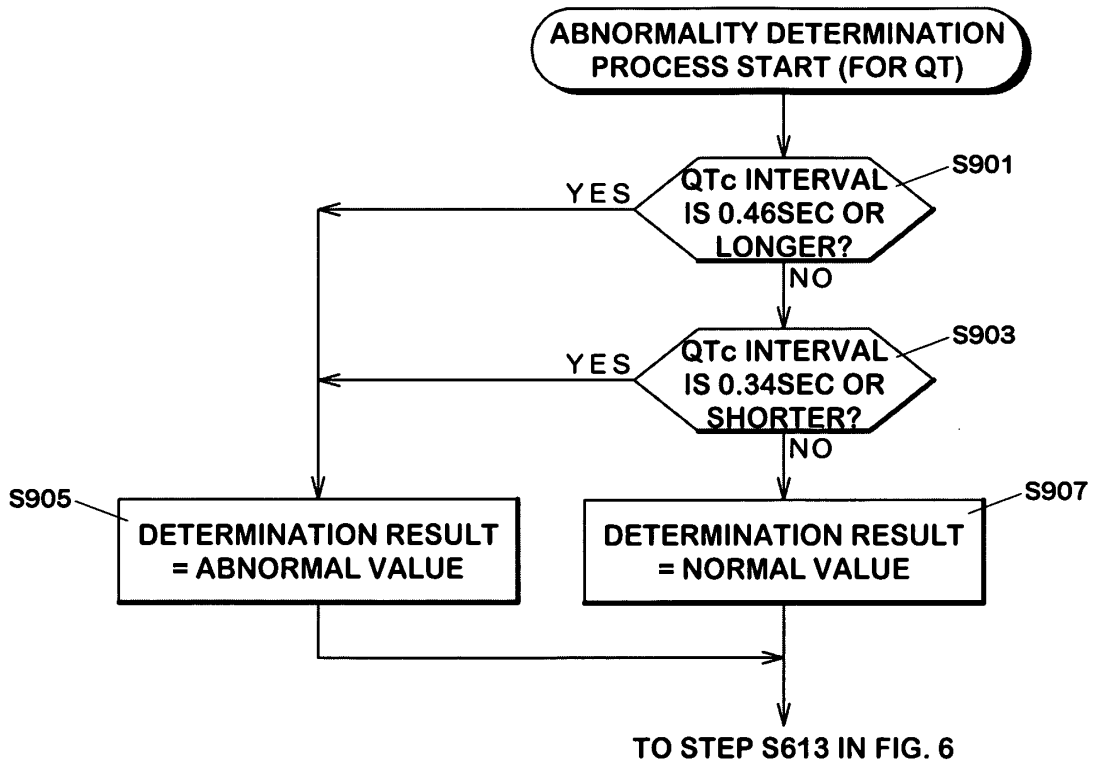 ABNORMALITY DETERMINATION
PROCESS START (FOR QT)
S901
QTc INTERVAL
IS 0.46SEC OR
LONGER?
YES
NO
S903
QTc INTERVAL
IS 0.34SEC OR
SHORTER?
YES
NO
S905
DETERMINATION RESULT
= ABNORMAL VALUE
S907
DETERMINATION RESULT
= NORMAL VALUE
TO STEP S613 IN FIG. 6